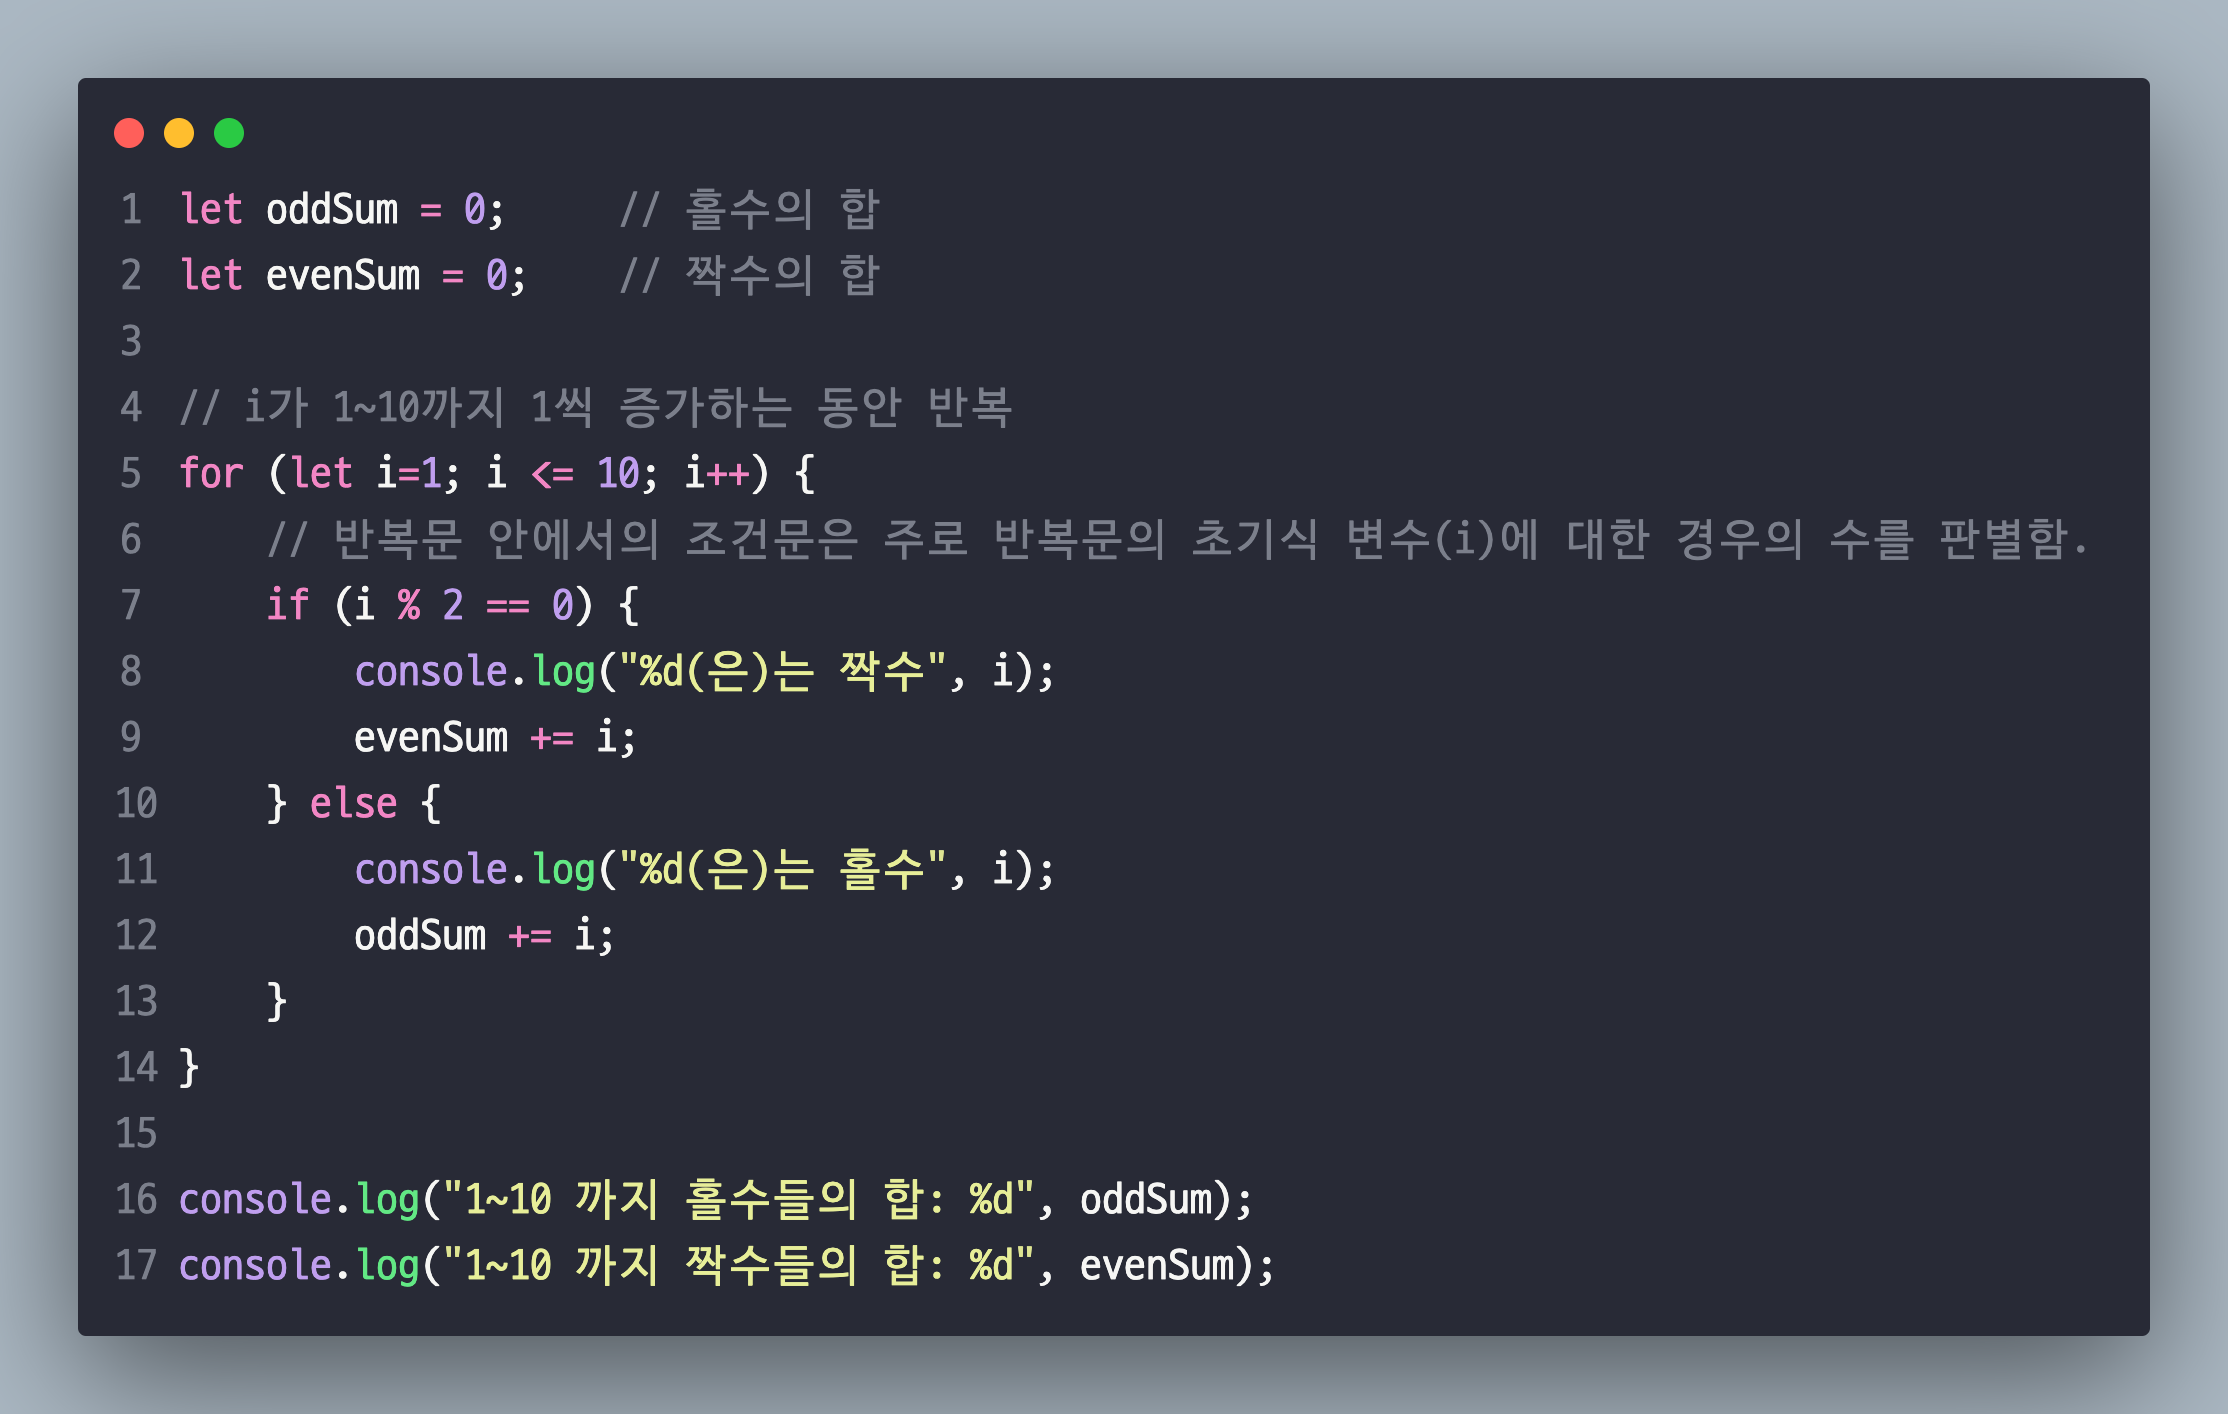 1 let oddSum = 0;     // 홀수의 합
2 let evenSum = 0;    // 짝수의 합
3
4 // i가 1~10까지 1씩 증가하는 동안 반복
5 for (let i=1; i <= 10; i++) {
6     // 반복문 안에서의 조건문은 주로 반복문의 초기식 변수(i)에 대한 경우의 수를 판별함.
7     if (i % 2 == 0) {
8         console.log("%d(은)는 짝수", i);
9         evenSum += i;
10     } else {
11         console.log("%d(은)는 홀수", i);
12         oddSum += i;
13     }
14 }
15
16 console.log("1~10 까지 홀수들의 합: %d", oddSum);
17 console.log("1~10 까지 짝수들의 합: %d", evenSum);